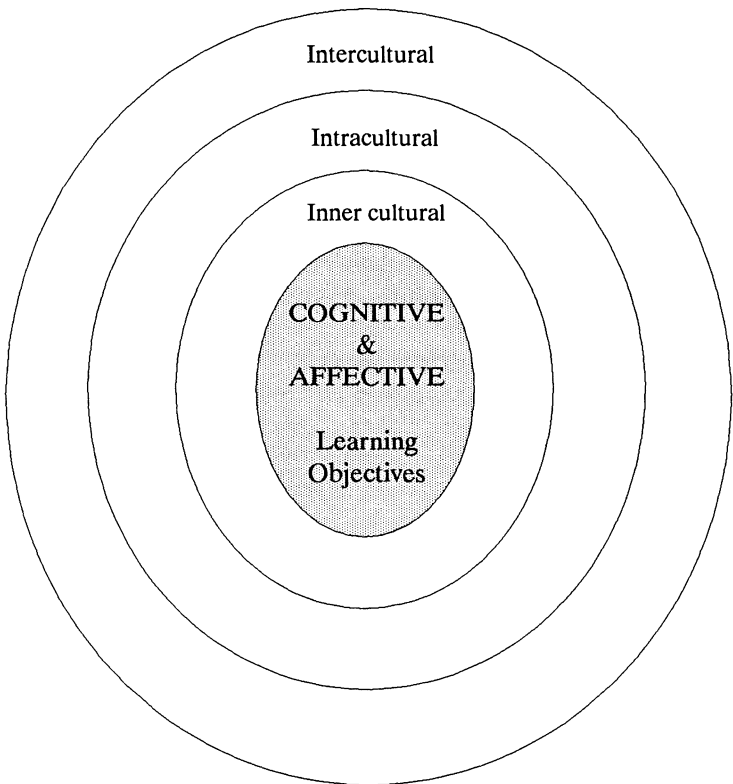 Intercultural
Intracultural
Inner cultural
COGNITIVE
&
AFFECTIVE
Learning
Objectives